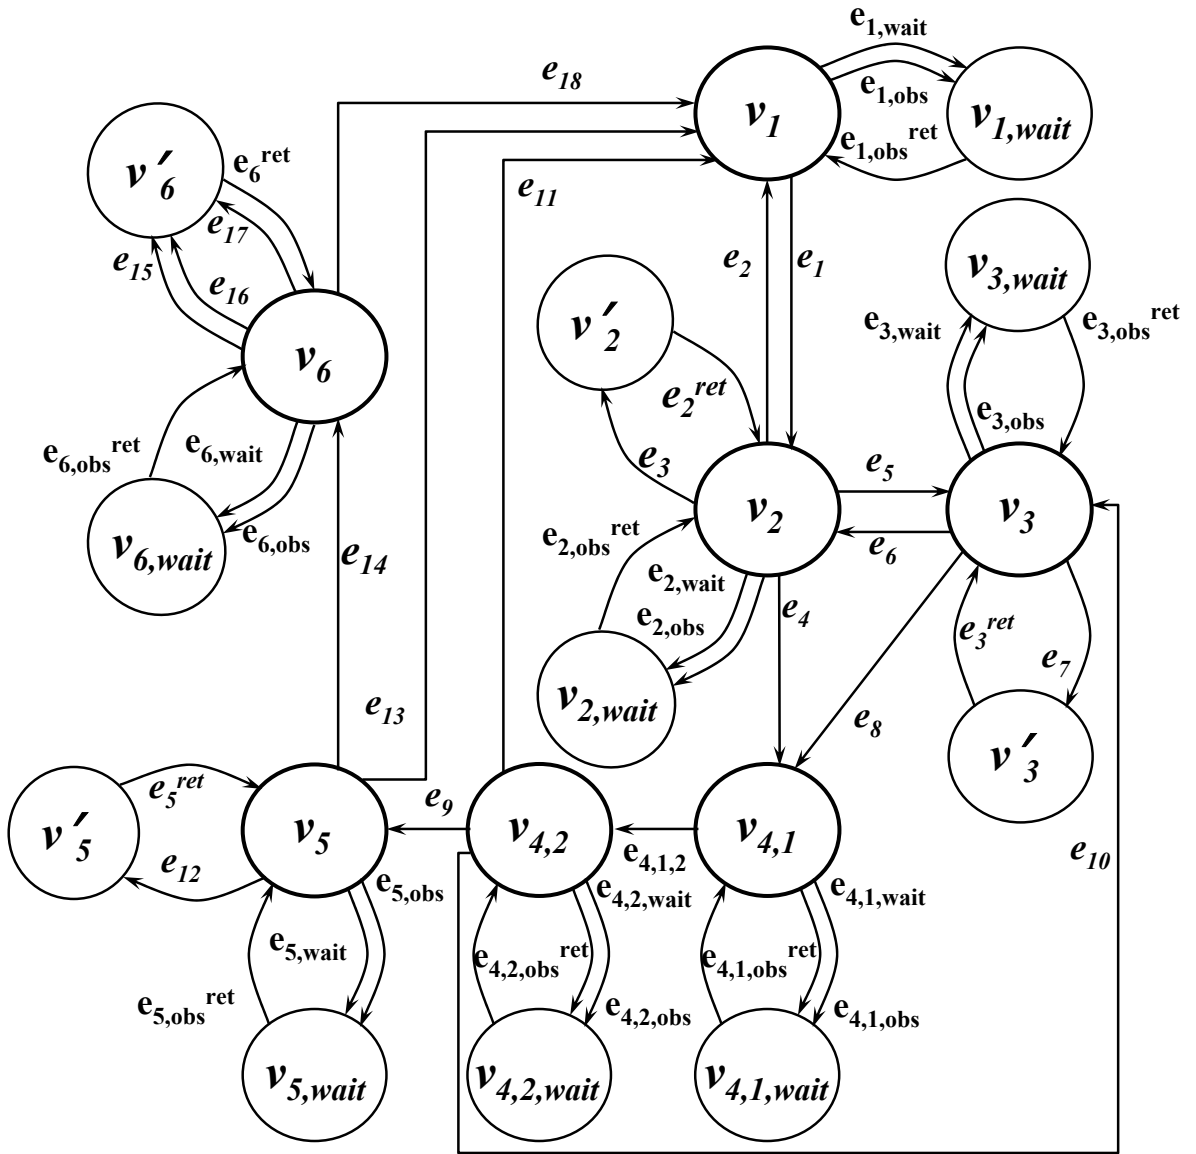 e1,wait
e18
v1
e1,obs
v1,wait
e1,obs^ret
v′6
e6^ret
e11
e17
e15
e16
e2
e1
v3,wait
v′2
e3,wait
e3,obs^ret
v6
e2^ret
e3,obs
e6,obs^ret
e6,wait
e3
e5
v2
v3
v6,wait
e6,obs
e2,obs^ret
e14
e6
e2,wait
e4
e2,obs
e3^ret
e7
v2,wait
e13
e8
v′3
e5^ret
v′5
v5
e9
v4,2
v4,1
e12
e4,1,2
e10
e5,obs
e4,2,wait
e4,1,wait
e5,wait
e4,2,obs^ret
e4,1,obs^ret
e5,obs^ret
e4,2,obs
e4,1,obs
v5,wait
v4,2,wait
v4,1,wait